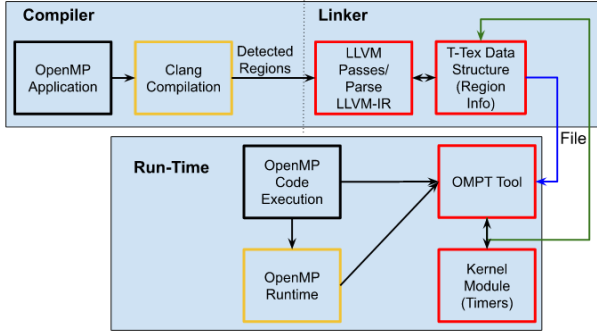 Compiler
Linker
OpenMP
Application
Clang
Compilation
Detected
Regions
LLVM
Passes/
Parse
LLVM-IR
T-Tex Data
Structure
(Region
Info)
File
Run-Time
OpenMP
Code
Execution
OMPT Tool
OpenMP
Runtime
Kernel
Module
(Timers)